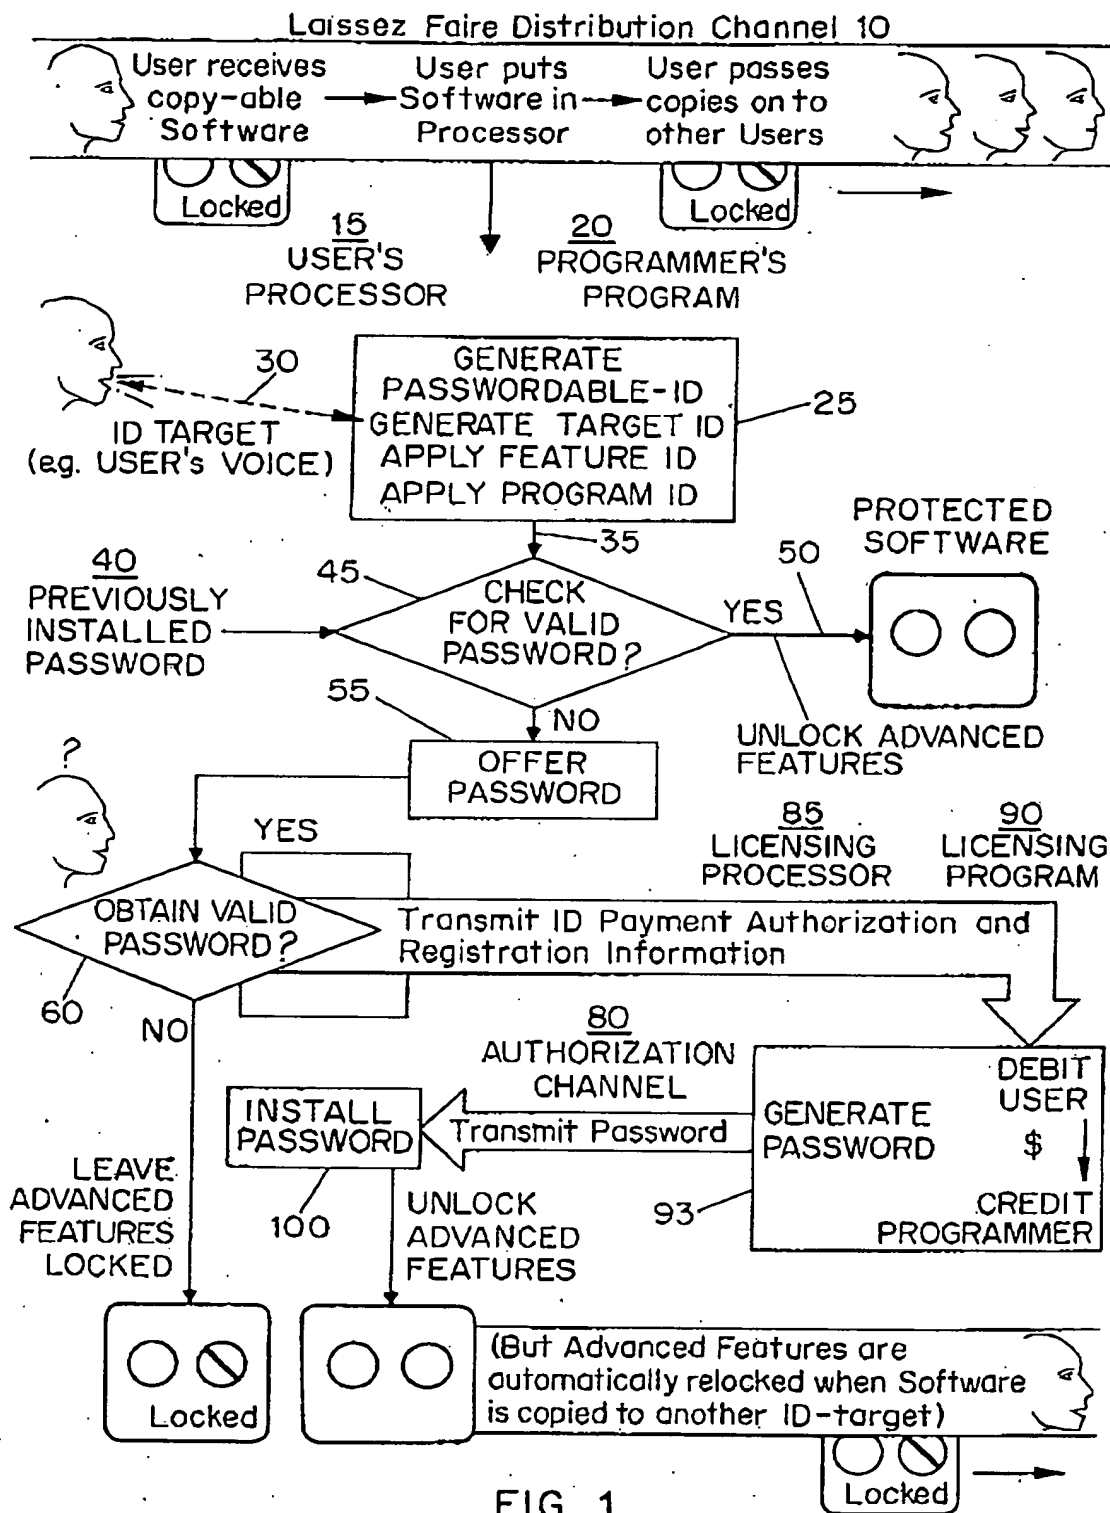 Laissez Faire Distribution Channel 10
User receives
copy-able
Software
User puts
Software in
Processor
User passes
copies on to
other Users
Locked
Locked
15
USER'S
PROCESSOR
20
PROGRAMMER'S
PROGRAM
30
ID TARGET
(e.g. USER's VOICE)
GENERATE
PASSWORDABLE-ID
GENERATE TARGET ID
APPLY FEATURE ID
APPLY PROGRAM ID
25
35
40
PREVIOUSLY
INSTALLED
PASSWORD
45
CHECK
FOR VALID
PASSWORD?
YES
50
PROTECTED
SOFTWARE
UNLOCK ADVANCED
FEATURES
NO
55
OFFER
PASSWORD
?
YES
85
LICENSING
PROCESSOR
90
LICENSING
PROGRAM
OBTAIN VALID
PASSWORD?
60
Transmit ID Payment Authorization and
Registration Information
NO
80
AUTHORIZATION
CHANNEL
INSTALL
PASSWORD
Transmit Password
GENERATE
PASSWORD
DEBIT
USER
$
CREDIT
PROGRAMMER
93
100
LEAVE
ADVANCED
FEATURES
LOCKED
UNLOCK
ADVANCED
FEATURES
Locked
(But Advanced Features are
automatically relocked when Software
is copied to another ID-target)
Locked
FIG. 1